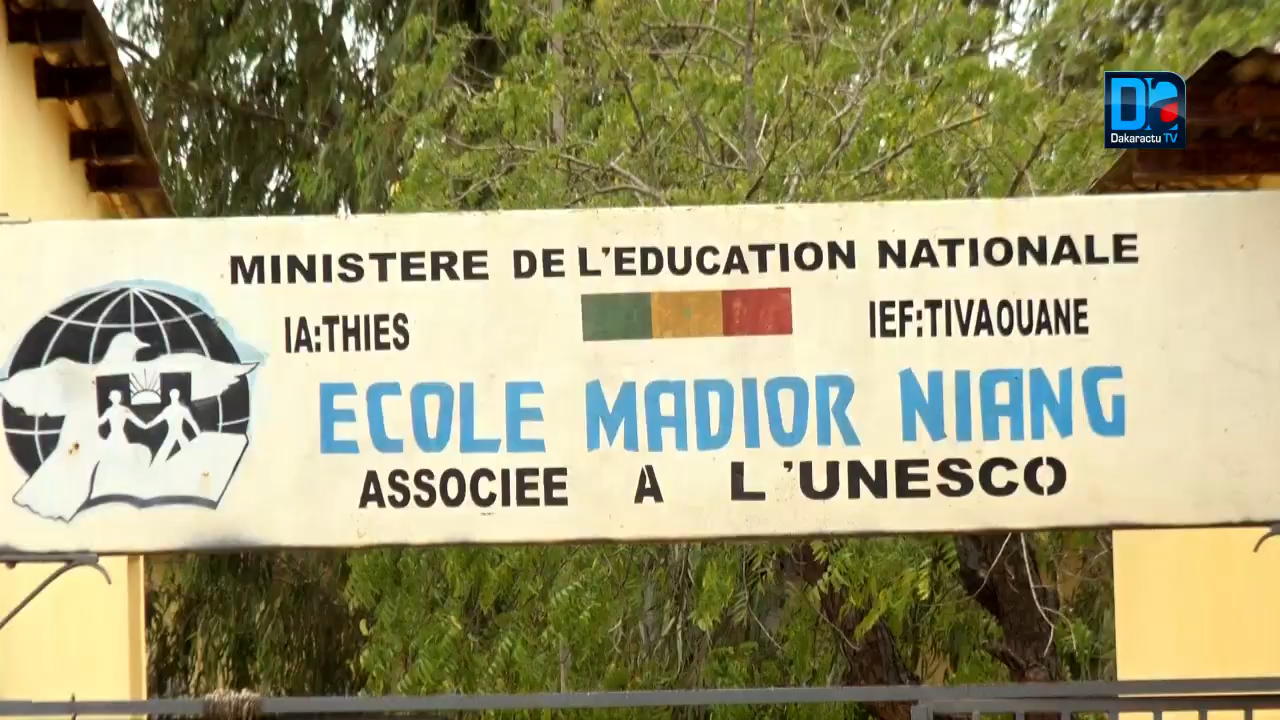 Dakaractu TV
MINISTERE DE L'EDUCATION NATIONALE
IA:THIES
IEF:TIVAOUANE
ECOLE MADIOR NIANG
ASSOCIEE A L'UNESCO